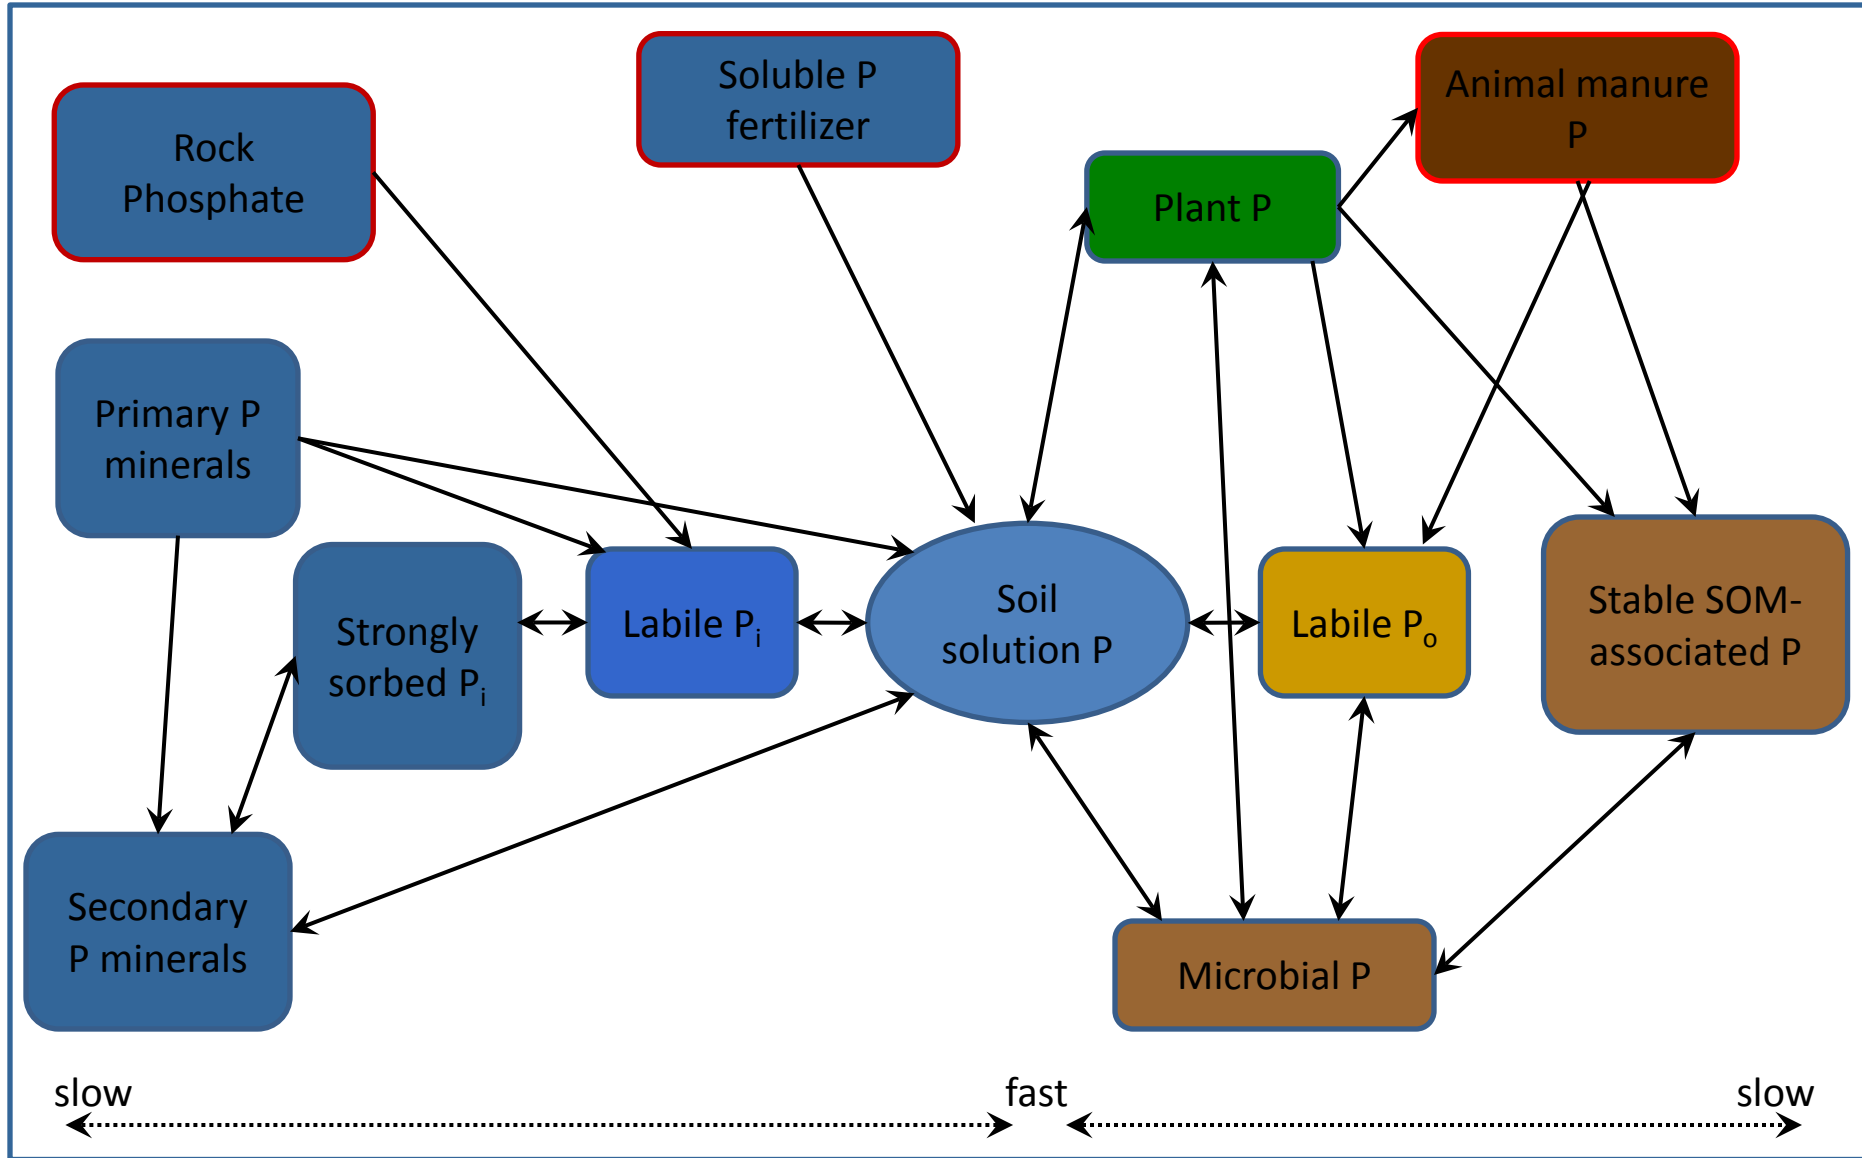 Soluble P
fertilizer
Animal manure
P
Rock
Phosphate
Plant P
Primary P
minerals
Strongly
sorbed Pi
Labile Pi
Soil
solution P
Labile Po
Stable SOM-
associated P
Secondary
P minerals
Microbial P
slow
fast
slow